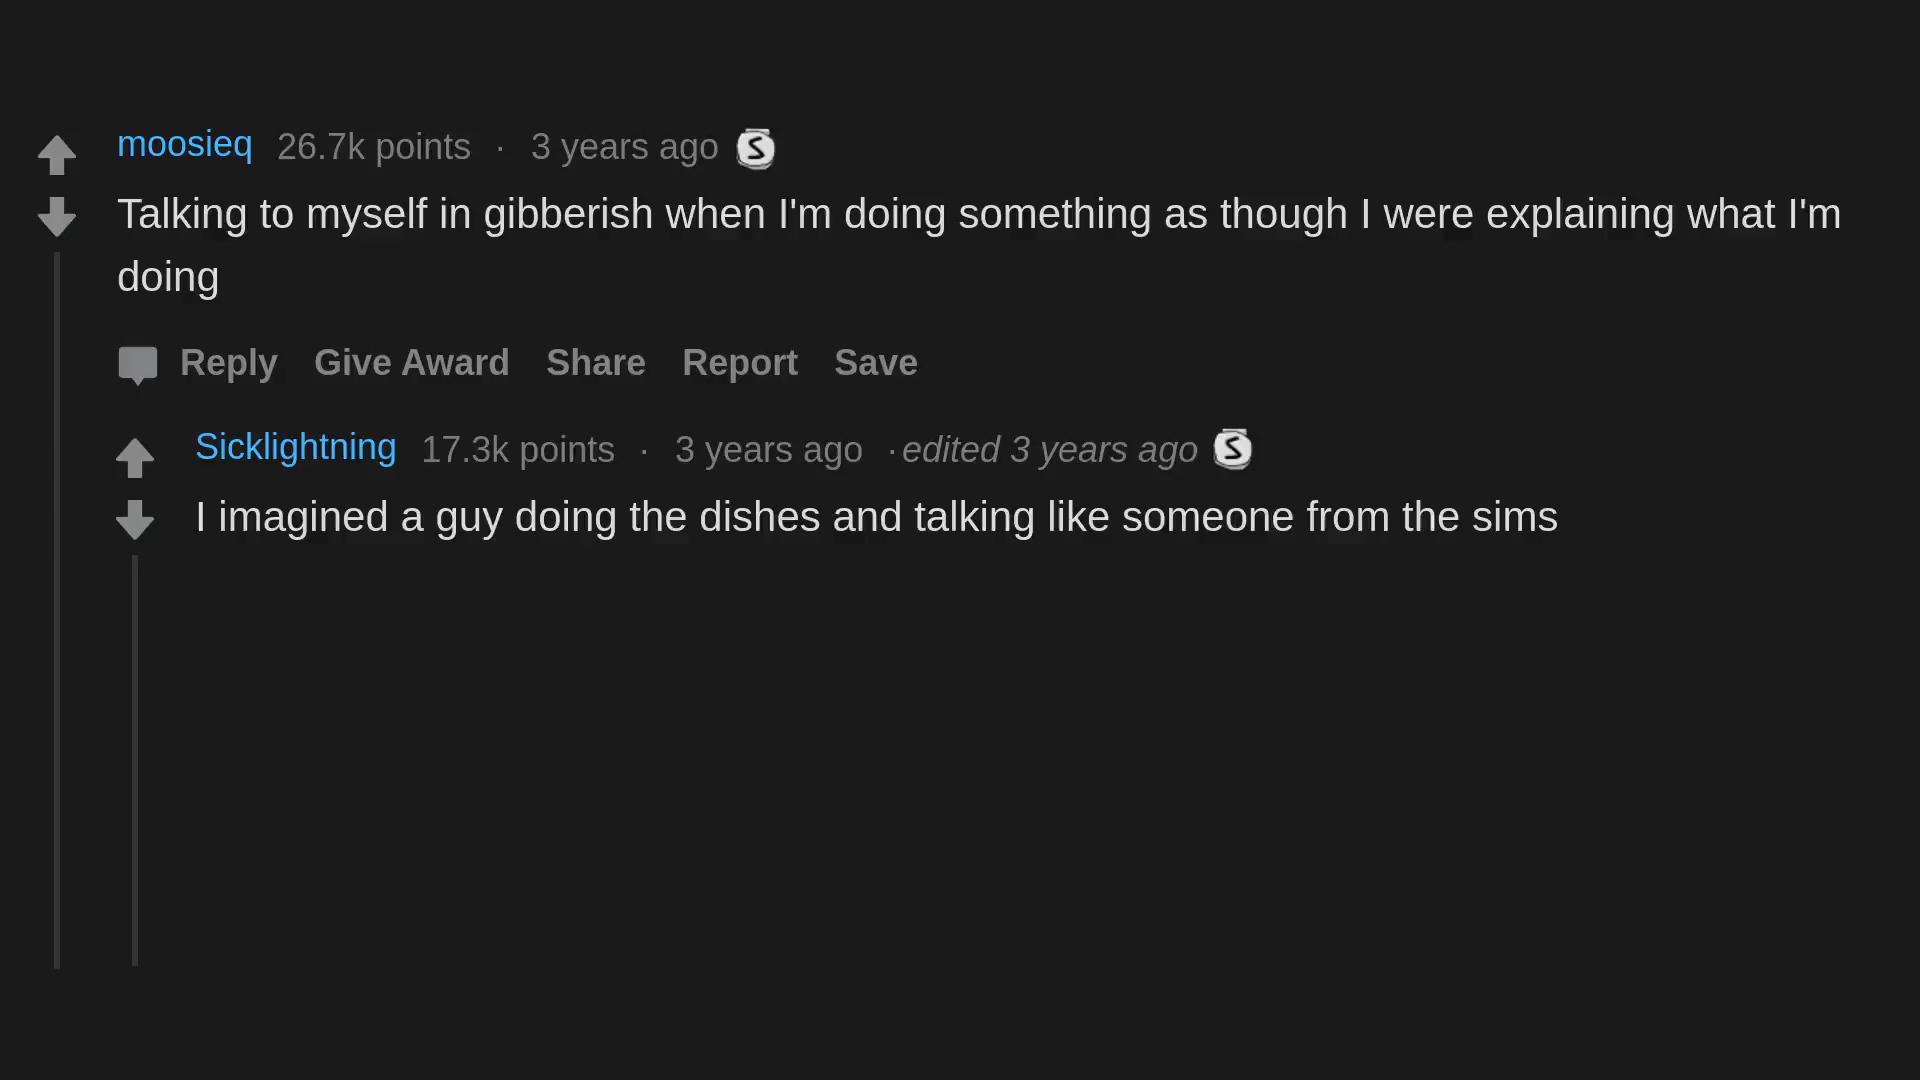 moosieq 26.7k points · 3 years ago S
Talking to myself in gibberish when I'm doing something as though I were explaining what I'm
doing
Reply Give Award Share Report Save
Sicklightning 17.3k points · 3 years ago · edited 3 years ago S
I imagined a guy doing the dishes and talking like someone from the sims